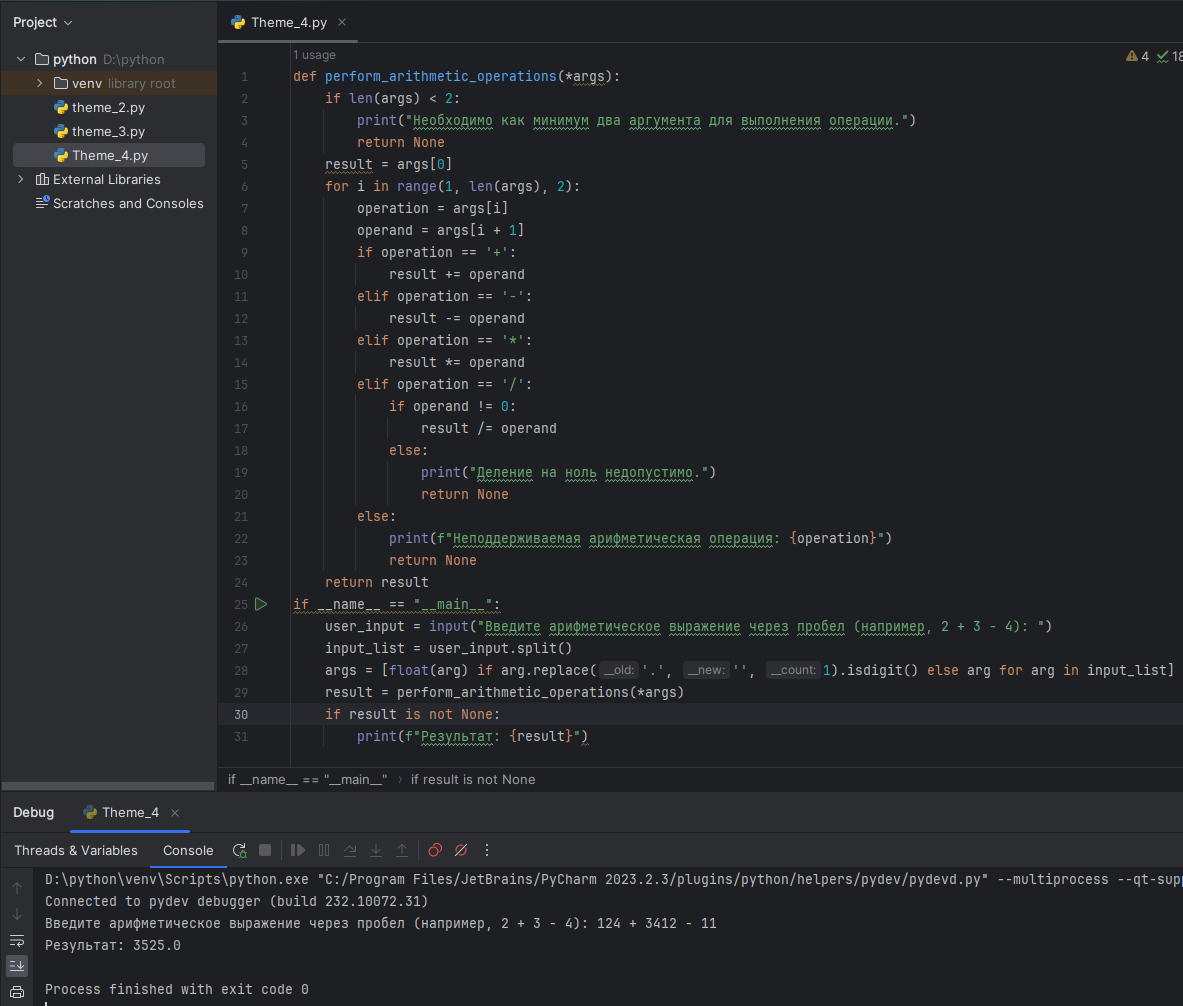 Project
Theme_4.py
python D:\python
venv library root
theme_2.py
theme_3.py
Theme_4.py
External Libraries
Scratches and Consoles
1 usage
4 18
1 def perform_arithmetic_operations(*args):
2 if len(args) < 2:
3 print("Необходимо как минимум два аргумента для выполнения операции.")
4 return None
5 result = args[0]
6 for i in range(1, len(args), 2):
7 operation = args[i]
8 operand = args[i + 1]
9 if operation == '+':
10 result += operand
11 elif operation == '-':
12 result -= operand
13 elif operation == '*':
14 result *= operand
15 elif operation == '/':
16 if operand != 0:
17 result /= operand
18 else:
19 print("Деление на ноль недопустимо.")
20 return None
21 else:
22 print(f"Неподдерживаемая арифметическая операция: {operation}")
23 return None
24 return result
25 if __name__ == "__main__":
26 user_input = input("Введите арифметическое выражение через пробел (например, 2 + 3 - 4): ")
27 input_list = user_input.split()
28 args = [float(arg) if arg.replace( __old: '.', __new: '', __count: 1).isdigit() else arg for arg in input_list]
29 result = perform_arithmetic_operations(*args)
30 if result is not None:
31 print(f"Результат: {result}")
if __name__ == "__main__" › if result is not None
Debug Theme_4
Threads & Variables Console
D:\python\venv\Scripts\python.exe "C:/Program Files/JetBrains/PyCharm 2023.2.3/plugins/python/helpers/pydev/pydevd.py" --multiprocess --qt-supp
Connected to pydev debugger (build 232.10072.31)
Введите арифметическое выражение через пробел (например, 2 + 3 - 4): 124 + 3412 - 11
Результат: 3525.0
Process finished with exit code 0